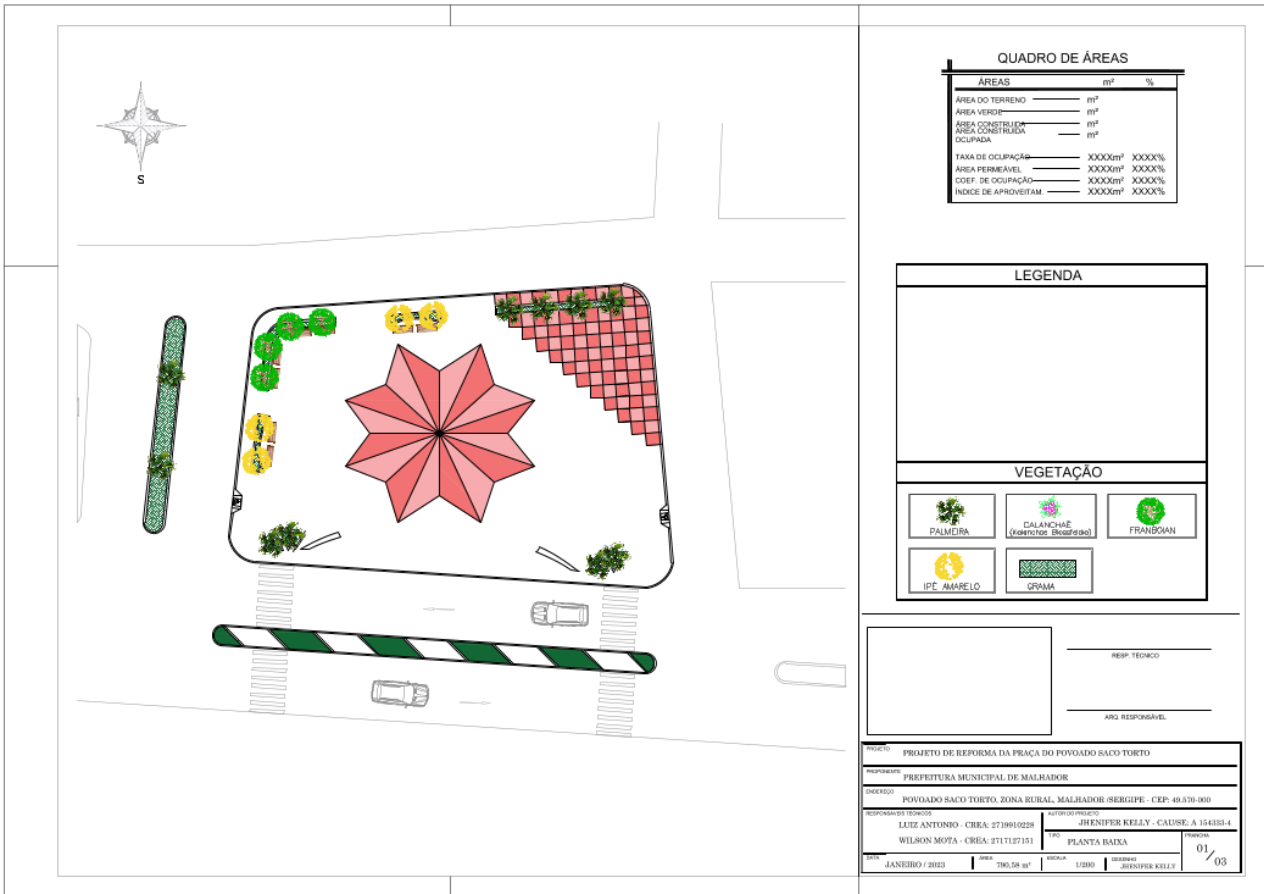 S
QUADRO DE ÁREAS
ÁREAS m² %
ÁREA DO TERRENO m²
ÁREA VERDE m²
ÁREA CONSTRUIDA m²
ÁREA CONSTRUIDA OCUPADA m²
TAXA DE OCUPAÇÃO XXXXm² XXXX%
ÁREA PERMEÁVEL XXXXm² XXXX%
COEF. DE OCUPAÇÃO XXXXm² XXXX%
ÍNDICE DE APROVEITAM. XXXXm² XXXX%
LEGENDA
VEGETAÇÃO
PALMEIRA
CALANCHAÊ
(Kalanchae Blossfeldia)
FRANBOIAN
IPÊ AMARELO
GRAMA
RESP. TÉCNICO
ARQ. RESPONSÁVEL
PROJETO
PROJETO DE REFORMA DA PRAÇA DO POVOADO SACO TORTO
PROPONENTE
PREFEITURA MUNICIPAL DE MALHADOR
ENDEREÇO
POVOADO SACO TORTO, ZONA RURAL, MALHADOR /SERGIPE - CEP: 49.570-000
RESPONSÁVEIS TÉCNICOS
LUIZ ANTONIO - CREA: 2719910228
WILSON MOTA - CREA: 2717127151
AUTOR DO PROJETO
JHENIFER KELLY - CAU/SE: A 154333-4
TIPO
PLANTA BAIXA
PRANCHA
01/03
DATA
JANEIRO / 2023
ÁREA
790,58 m²
ESCALA
1/200
DESENHO
JHENIFER KELLY